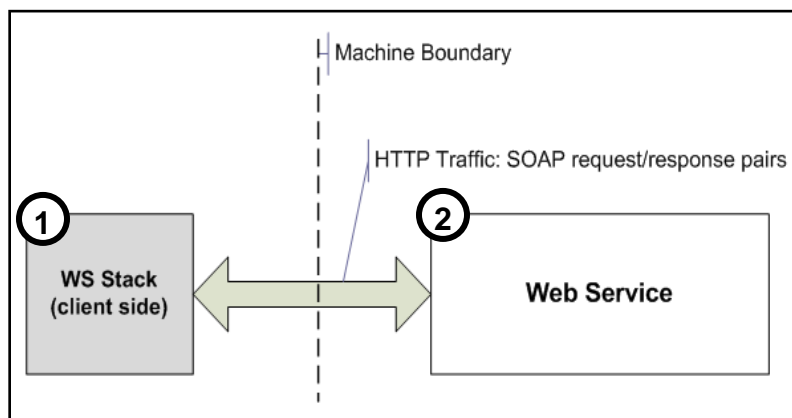 Machine Boundary
HTTP Traffic: SOAP request/response pairs
1
2
WS Stack
(client side)
Web Service